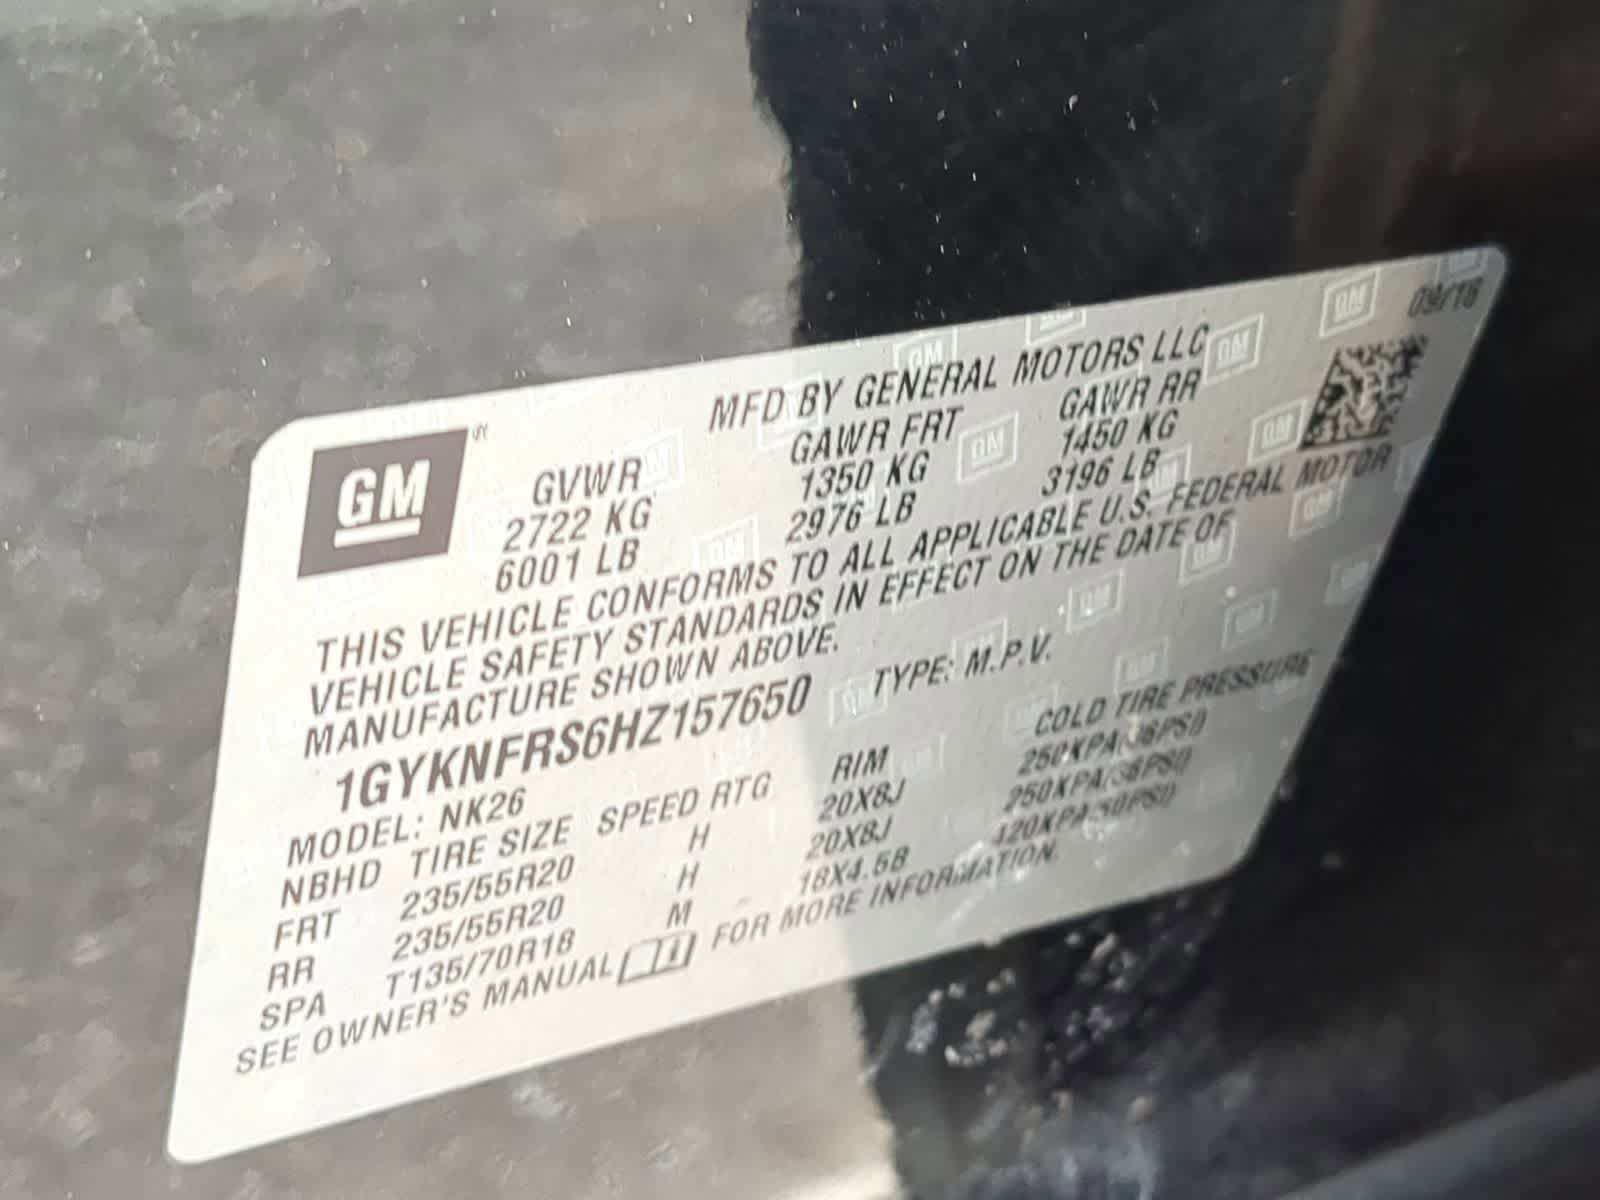 09/16
MFD BY GENERAL MOTORS LLC
GM
GVWR GAWR FRT GAWR RR
2722 KG 1350 KG 1450 KG
6001 LB 2976 LB 3196 LB
THIS VEHICLE CONFORMS TO ALL APPLICABLE U.S. FEDERAL MOTOR
VEHICLE SAFETY STANDARDS IN EFFECT ON THE DATE OF
MANUFACTURE SHOWN ABOVE.
1GYKNFRS6HZ157650 TYPE: M.P.V.
MODEL: NK26
NBHD TIRE SIZE SPEED RTG RIM COLD TIRE PRESSURE
FRT 235/55R20 H 20X8J 250KPA(36PSI)
RR 235/55R20 H 20X8J 250KPA(36PSI)
SPA T135/70R18 M 18X4.5B 420KPA(60PSI)
SEE OWNER'S MANUAL FOR MORE INFORMATION.